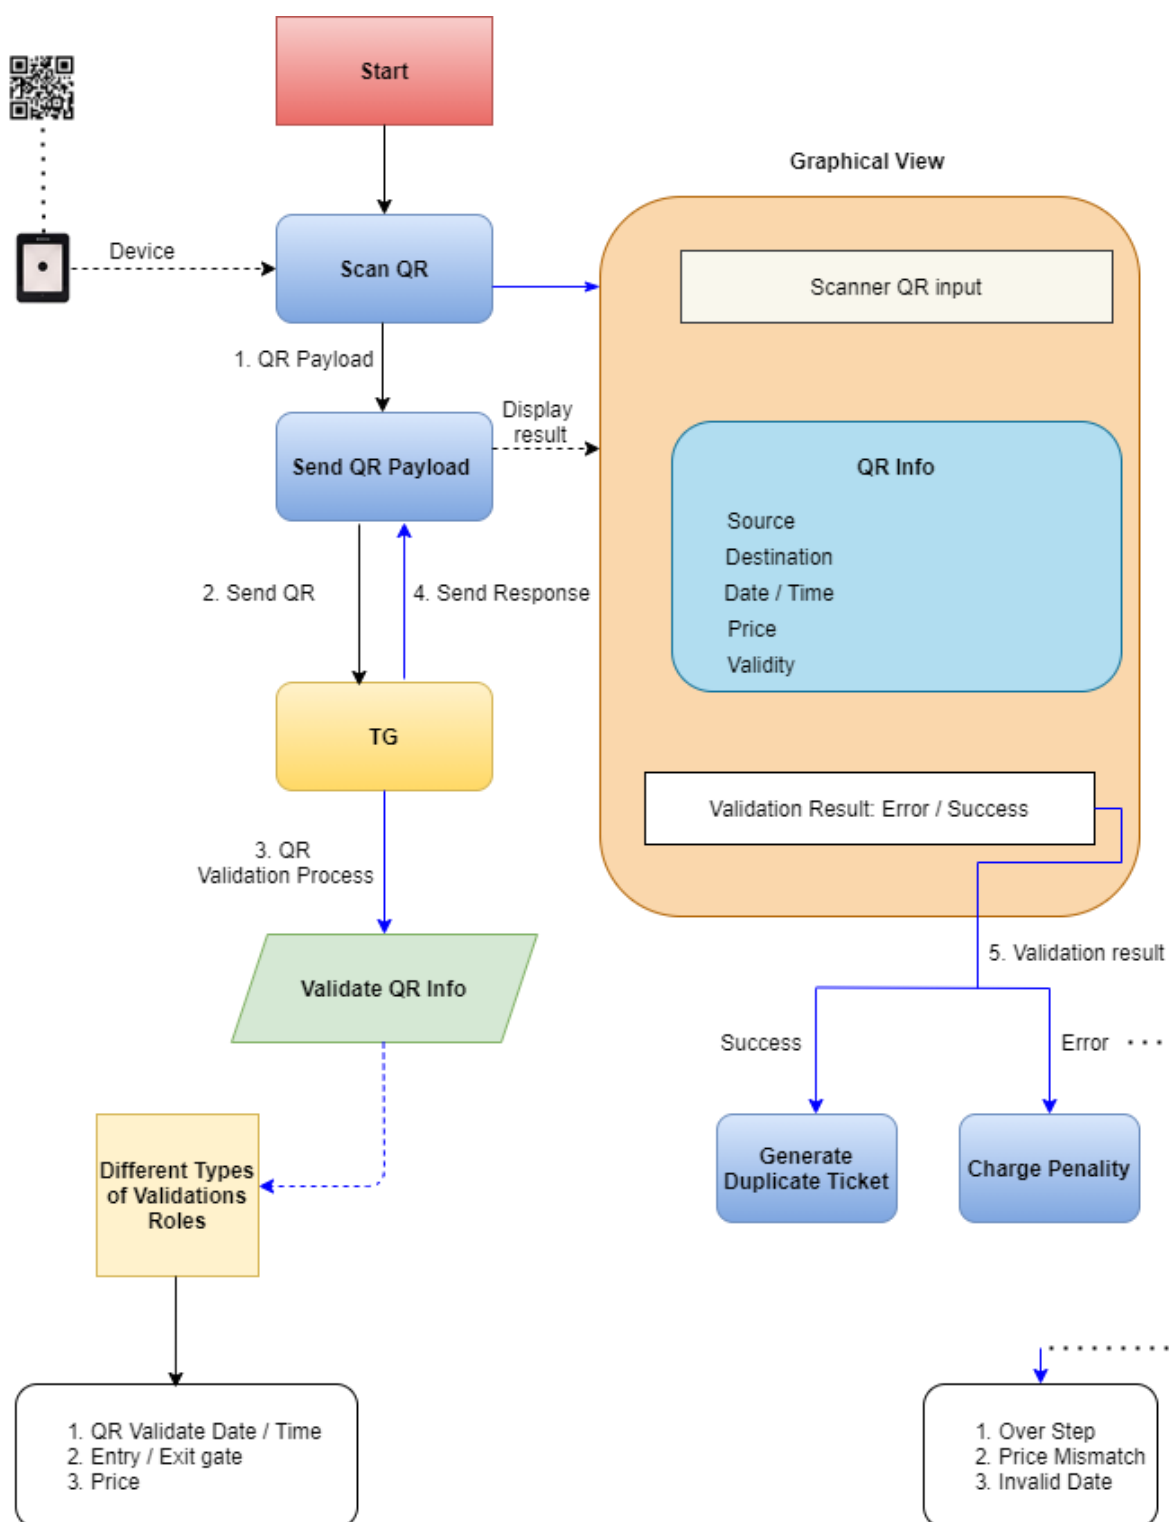 Start
Graphical View
Device
Scan QR
Scanner QR input
1. QR Payload
Display
result
Send QR Payload
QR Info
Source
Destination
Date / Time
Price
Validity
2. Send QR
4. Send Response
TG
Validation Result: Error / Success
3. QR
Validation Process
5. Validation result
Validate QR Info
Success
Error
Different Types
of Validations
Roles
Generate
Duplicate Ticket
Charge Penality
1. QR Validate Date / Time
2. Entry / Exit gate
3. Price
1. Over Step
2. Price Mismatch
3. Invalid Date